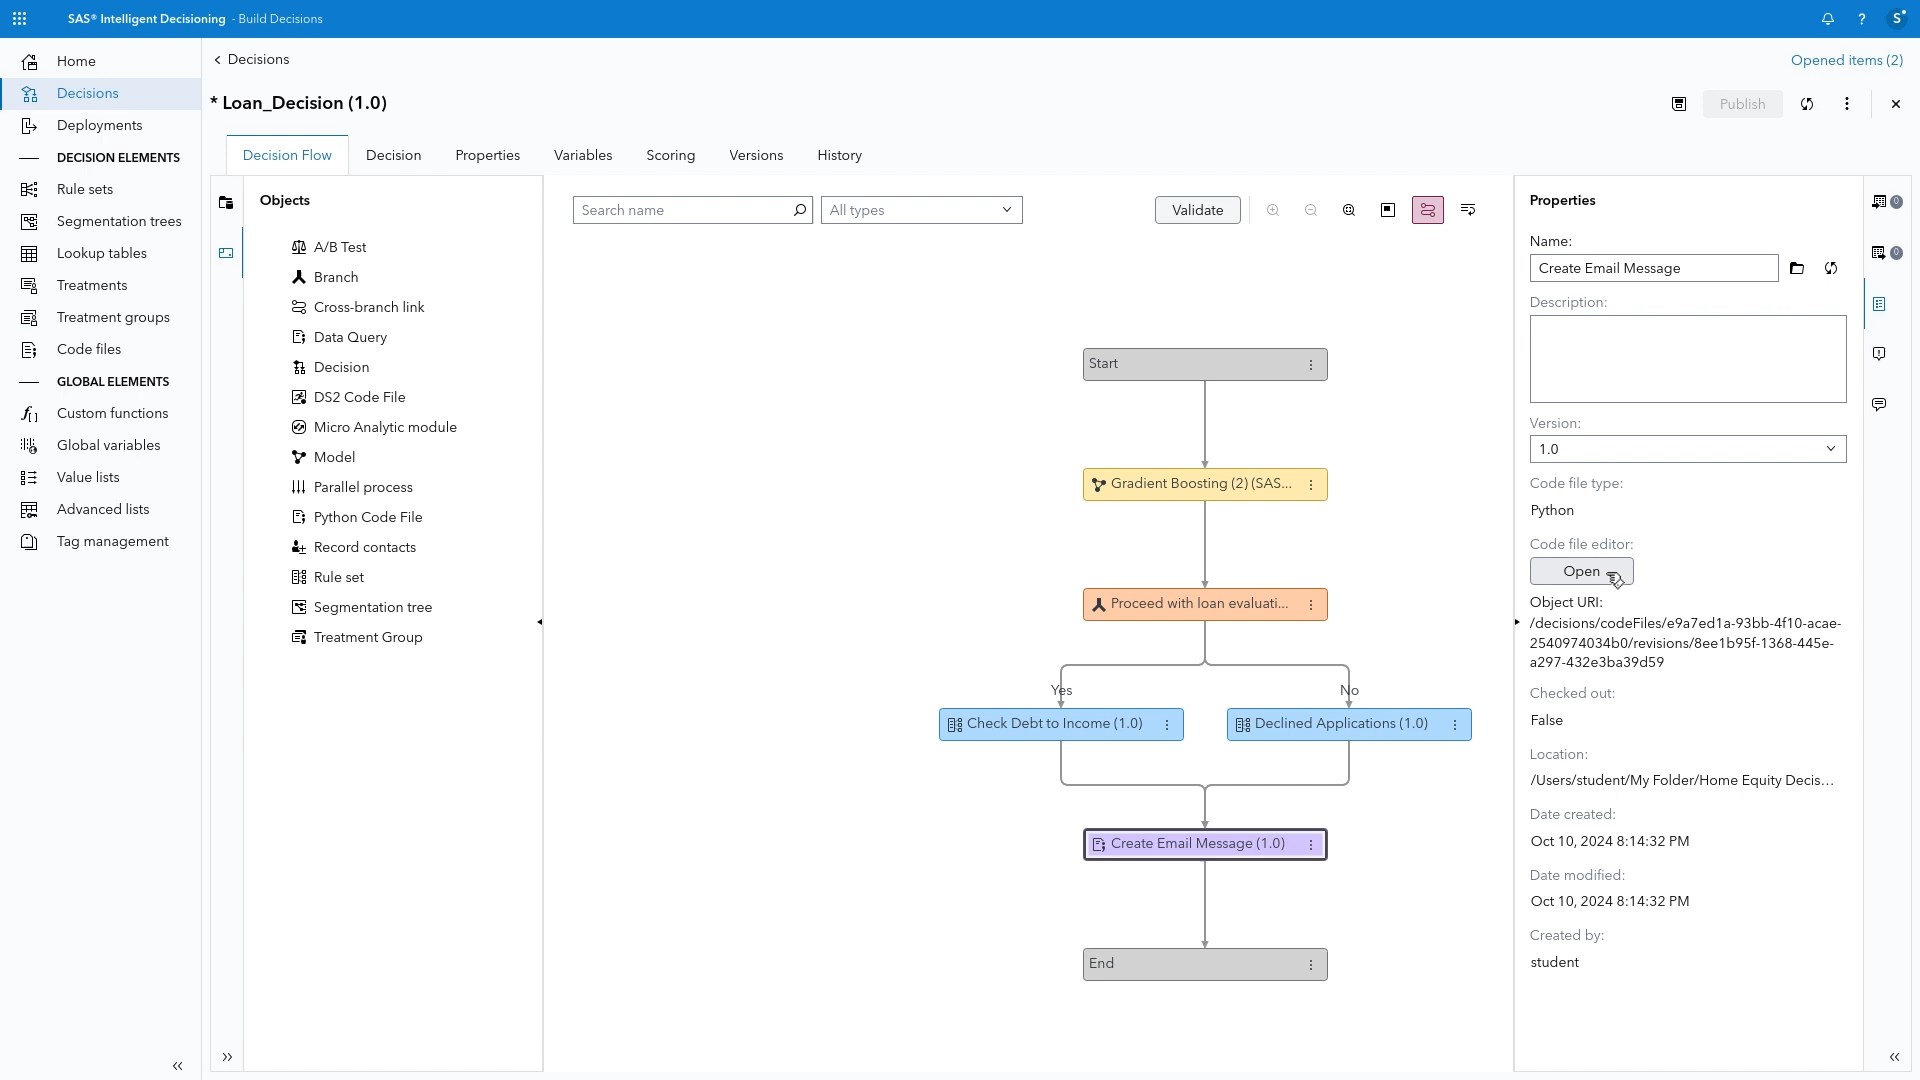 SAS® Intelligent Decisioning - Build Decisions
?
S
Home
Decisions
Deployments
DECISION ELEMENTS
Rule sets
Segmentation trees
Lookup tables
Treatments
Treatment groups
Code files
GLOBAL ELEMENTS
Custom functions
Global variables
Value lists
Advanced lists
Tag management
Decisions
Opened items (2)
* Loan_Decision (1.0)
Publish
Decision Flow
Decision
Properties
Variables
Scoring
Versions
History
Objects
A/B Test
Branch
Cross-branch link
Data Query
Decision
DS2 Code File
Micro Analytic module
Model
Parallel process
Python Code File
Record contacts
Rule set
Segmentation tree
Treatment Group
Search name
All types
Validate
Start
Gradient Boosting (2) (SAS...
Proceed with loan evaluati...
Yes
No
Check Debt to Income (1.0)
Declined Applications (1.0)
Create Email Message (1.0)
End
Properties
Name:
Create Email Message
Description:
Version:
1.0
Code file type:
Python
Code file editor:
Open
Object URI:
/decisions/codeFiles/e9a7ed1a-93bb-4f10-acae-
2540974034b0/revisions/8ee1b95f-1368-445e-
a297-432e3ba39d59
Checked out:
False
Location:
/Users/student/My Folder/Home Equity Decis...
Date created:
Oct 10, 2024 8:14:32 PM
Date modified:
Oct 10, 2024 8:14:32 PM
Created by:
student
0
0